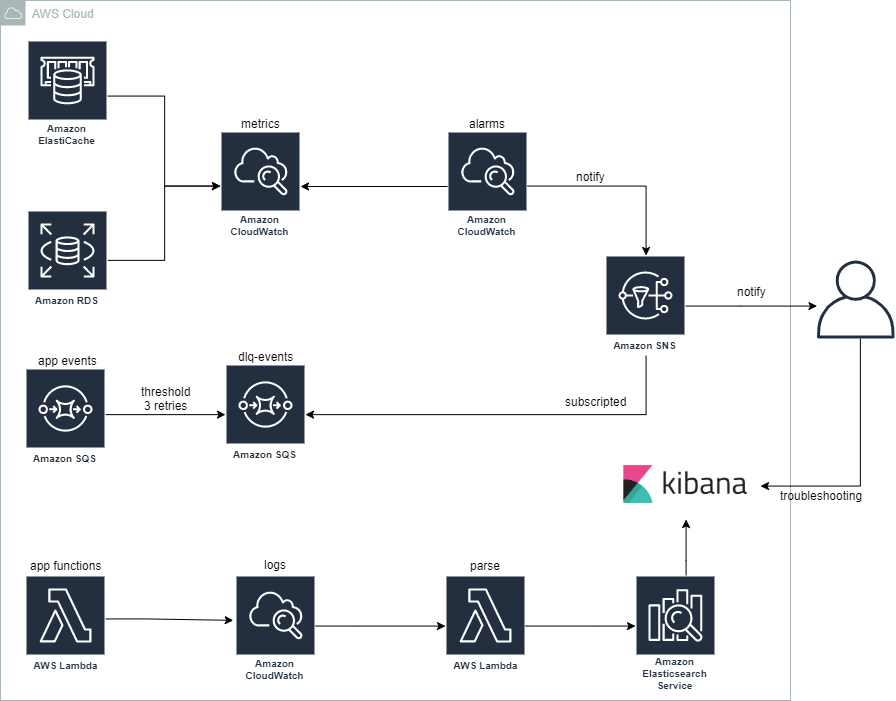 AWS Cloud
Amazon
ElastiCache
metrics
Amazon
CloudWatch
alarms
Amazon
CloudWatch
notify
Amazon RDS
Amazon SNS
notify
app events
Amazon SQS
threshold
3 retries
dlq-events
Amazon SQS
subscripted
kibana
troubleshooting
app functions
AWS Lambda
logs
Amazon
CloudWatch
parse
AWS Lambda
Amazon
Elasticsearch
Service